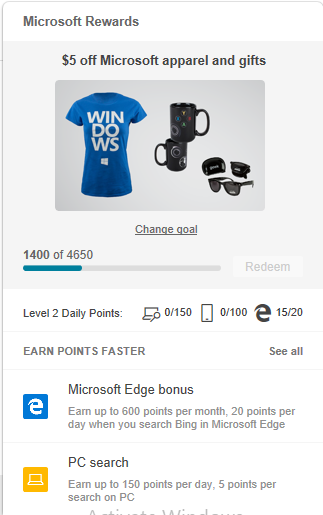 Microsoft Rewards
$5 off Microsoft apparel and gifts
WIN
DO
WS
Change goal
1400 of 4650
Redeem
Level 2 Daily Points: 0/150 0/100 15/20
EARN POINTS FASTER See all
Microsoft Edge bonus
Earn up to 600 points per month, 20 points per
day when you search Bing in Microsoft Edge
PC search
Earn up to 150 points per day, 5 points per
search on PC
Activate Windows